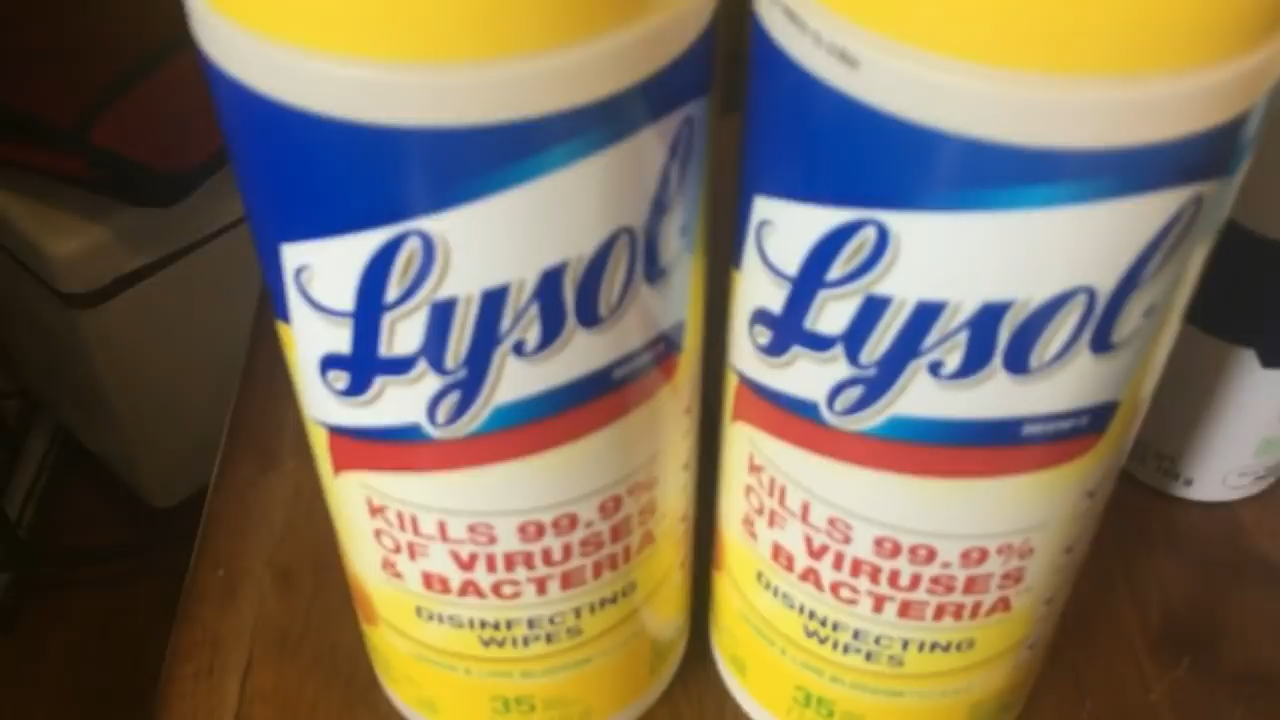 Lysol
KILLS 99.9%
OF VIRUSES
& BACTERIA
DISINFECTING
WIPES
35
Lysol
KILLS 99.9%
OF VIRUSES
& BACTERIA
DISINFECTING
WIPES
35